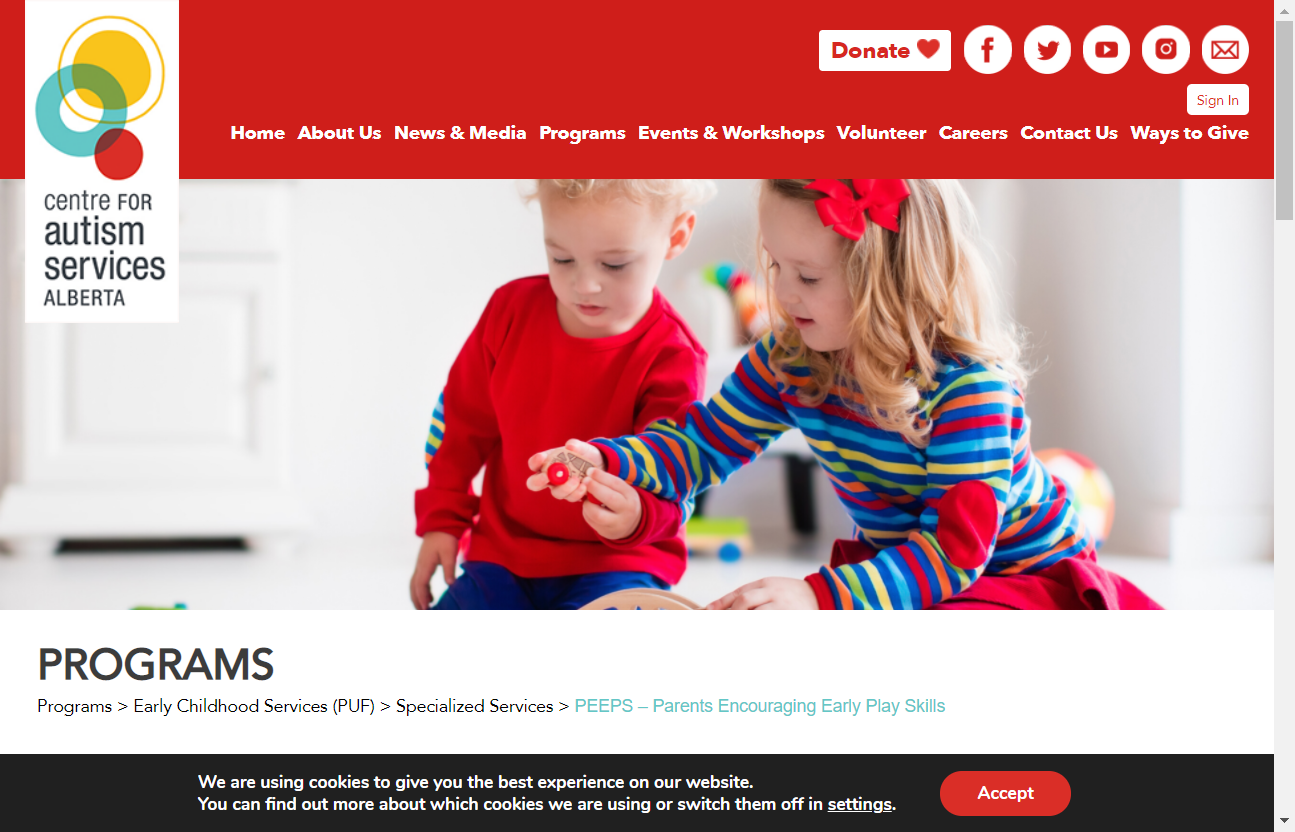 centre FOR
autism
services
ALBERTA
Donate
Sign In
Home About Us News & Media Programs Events & Workshops Volunteer Careers Contact Us Ways to Give
PROGRAMS
Programs > Early Childhood Services (PUF) > Specialized Services > PEEPS – Parents Encouraging Early Play Skills
We are using cookies to give you the best experience on our website.
You can find out more about which cookies we are using or switch them off in settings.
Accept